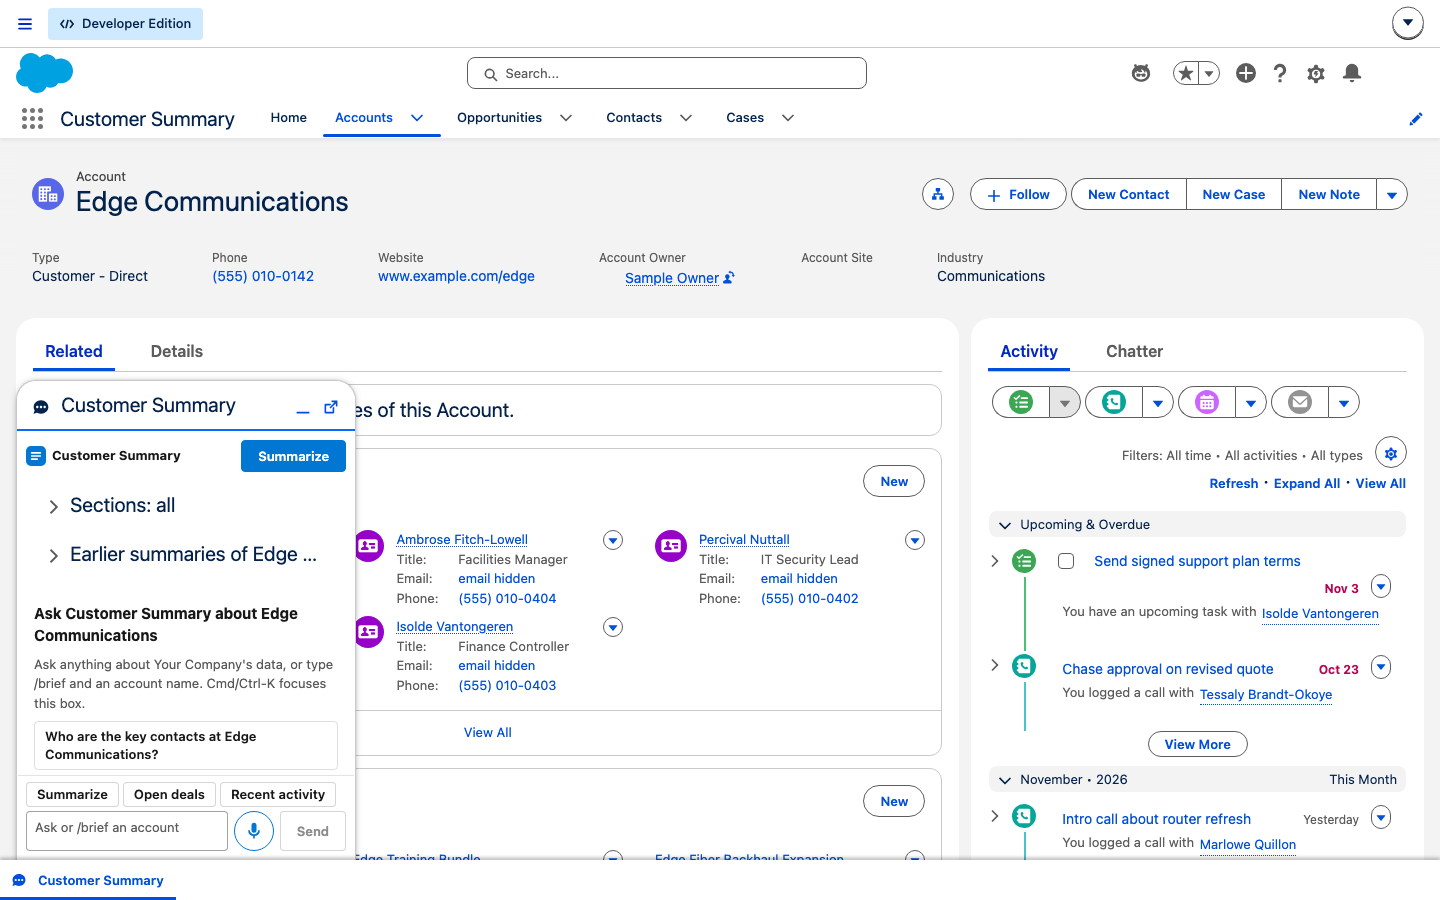 Developer Edition
Search...
Customer Summary
Home
Accounts
Opportunities
Contacts
Cases
Account
Edge Communications
Follow
New Contact
New Case
New Note
Type
Customer - Direct
Phone
(555) 010-0142
Website
www.example.com/edge
Account Owner
Sample Owner
Account Site
Industry
Communications
Related
Details
es of this Account.
New
Ambrose Fitch-Lowell
Title: Facilities Manager
Email: email hidden
Phone: (555) 010-0404
Percival Nuttall
Title: IT Security Lead
Email: email hidden
Phone: (555) 010-0402
Isolde Vantongeren
Title: Finance Controller
Email: email hidden
Phone: (555) 010-0403
View All
New
Edge Training Bundle
Edge Fiber Backhaul Expansion
Customer Summary
Customer Summary
Summarize
Sections: all
Earlier summaries of Edge ...
Ask Customer Summary about Edge
Communications
Ask anything about Your Company's data, or type
/brief and an account name. Cmd/Ctrl-K focuses
this box.
Who are the key contacts at Edge
Communications?
Summarize
Open deals
Recent activity
Ask or /brief an account
Send
Activity
Chatter
Filters: All time • All activities • All types
Refresh • Expand All • View All
Upcoming & Overdue
Send signed support plan terms
Nov 3
You have an upcoming task with Isolde Vantongeren
Chase approval on revised quote
Oct 23
You logged a call with Tessaly Brandt-Okoye
View More
November • 2026
This Month
Intro call about router refresh
Yesterday
You logged a call with Marlowe Quillon
Customer Summary